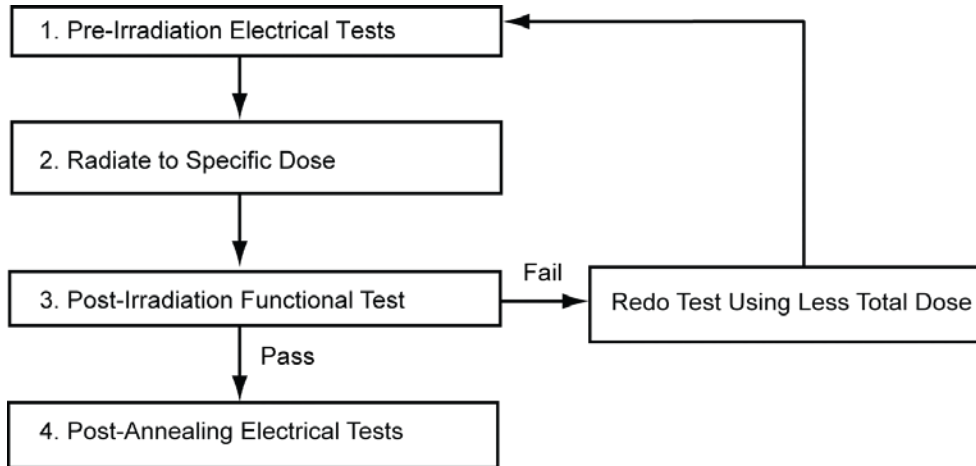 1. Pre-Irradiation Electrical Tests
2. Radiate to Specific Dose
3. Post-Irradiation Functional Test
Fail
Redo Test Using Less Total Dose
Pass
4. Post-Annealing Electrical Tests